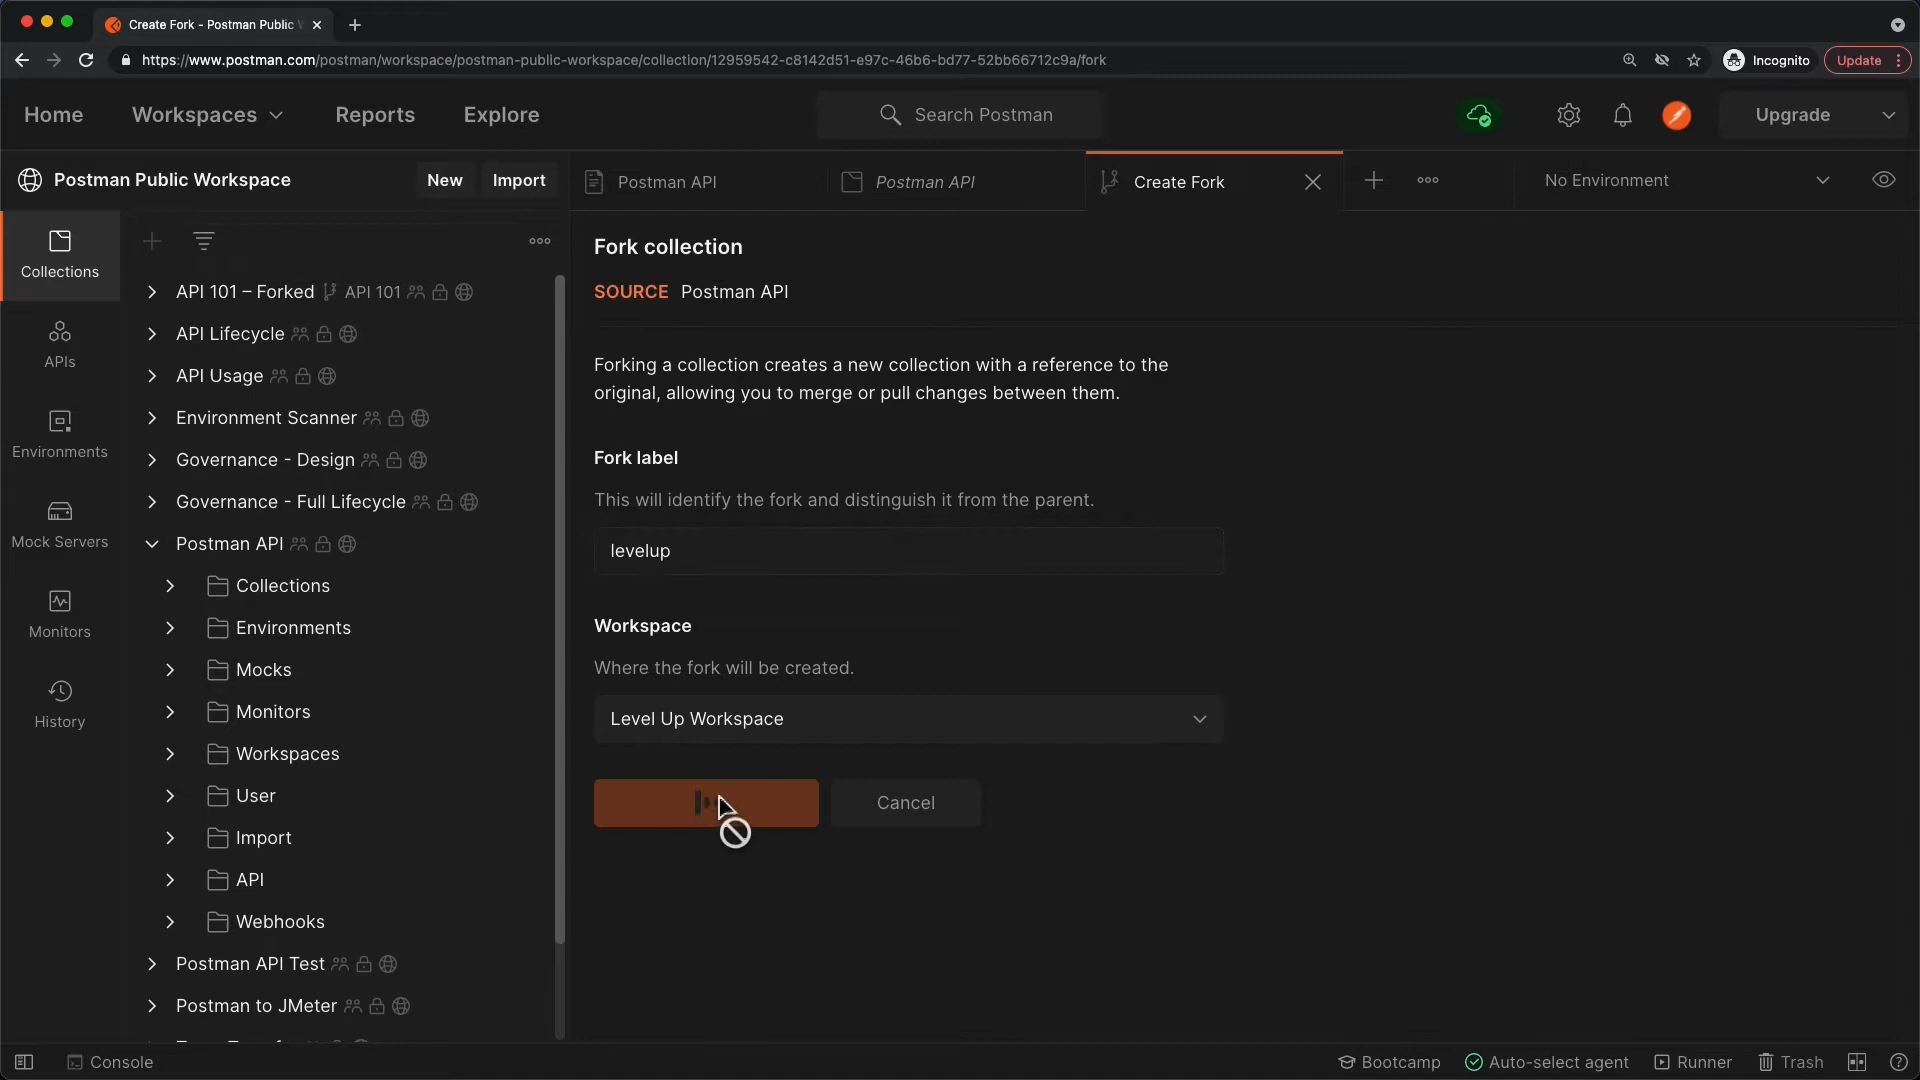 Create Fork - Postman Public W
https://www.postman.com/postman/workspace/postman-public-workspace/collection/12959542-c8142d51-e97c-46b6-bd77-52bb66712c9a/fork
Incognito
Update
Home
Workspaces
Reports
Explore
Search Postman
Upgrade
Postman Public Workspace
New
Import
Postman API
Postman API
Create Fork
No Environment
Collections
APIs
Environments
Mock Servers
Monitors
History
API 101 – Forked API 101
API Lifecycle
API Usage
Environment Scanner
Governance - Design
Governance - Full Lifecycle
Postman API
Collections
Environments
Mocks
Monitors
Workspaces
User
Import
API
Webhooks
Postman API Test
Postman to JMeter
Fork collection
SOURCE Postman API
Forking a collection creates a new collection with a reference to the
original, allowing you to merge or pull changes between them.
Fork label
This will identify the fork and distinguish it from the parent.
levelup
Workspace
Where the fork will be created.
Level Up Workspace
Cancel
Console
Bootcamp
Auto-select agent
Runner
Trash